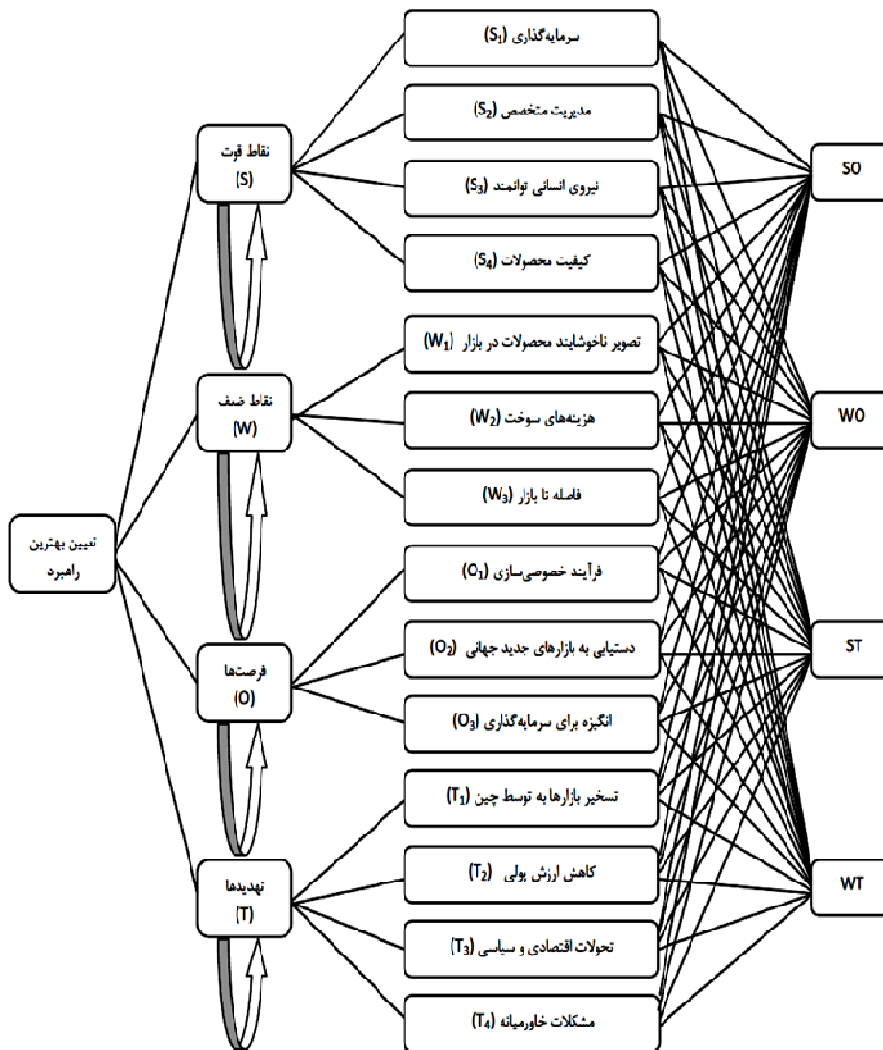 سرمایه‌گذاری (S₁)
مدیریت متخصص (S₂)
نقاط قوت
(S)
SO
نیروی انسانی توانمند (S₃)
کیفیت محصولات (S₄)
تصویر ناخوشایند محصولات در بازار (W₁)
نقاط ضعف
(W)
هزینه‌های سوخت (W₂)
WO
فاصله تا بازار (W₃)
تعیین بهترین
راهبرد
فرآیند خصوصی‌سازی (O₁)
دستیابی به بازارهای جدید جهانی (O₂)
ST
فرصت‌ها
(O)
انگیزه برای سرمایه‌گذاری (O₃)
تسخیر بازارها به توسط چین (T₁)
تهدیدها
(T)
کاهش ارزش پولی (T₂)
WT
تحولات اقتصادی و سیاسی (T₃)
مشکلات خاورمیانه (T₄)